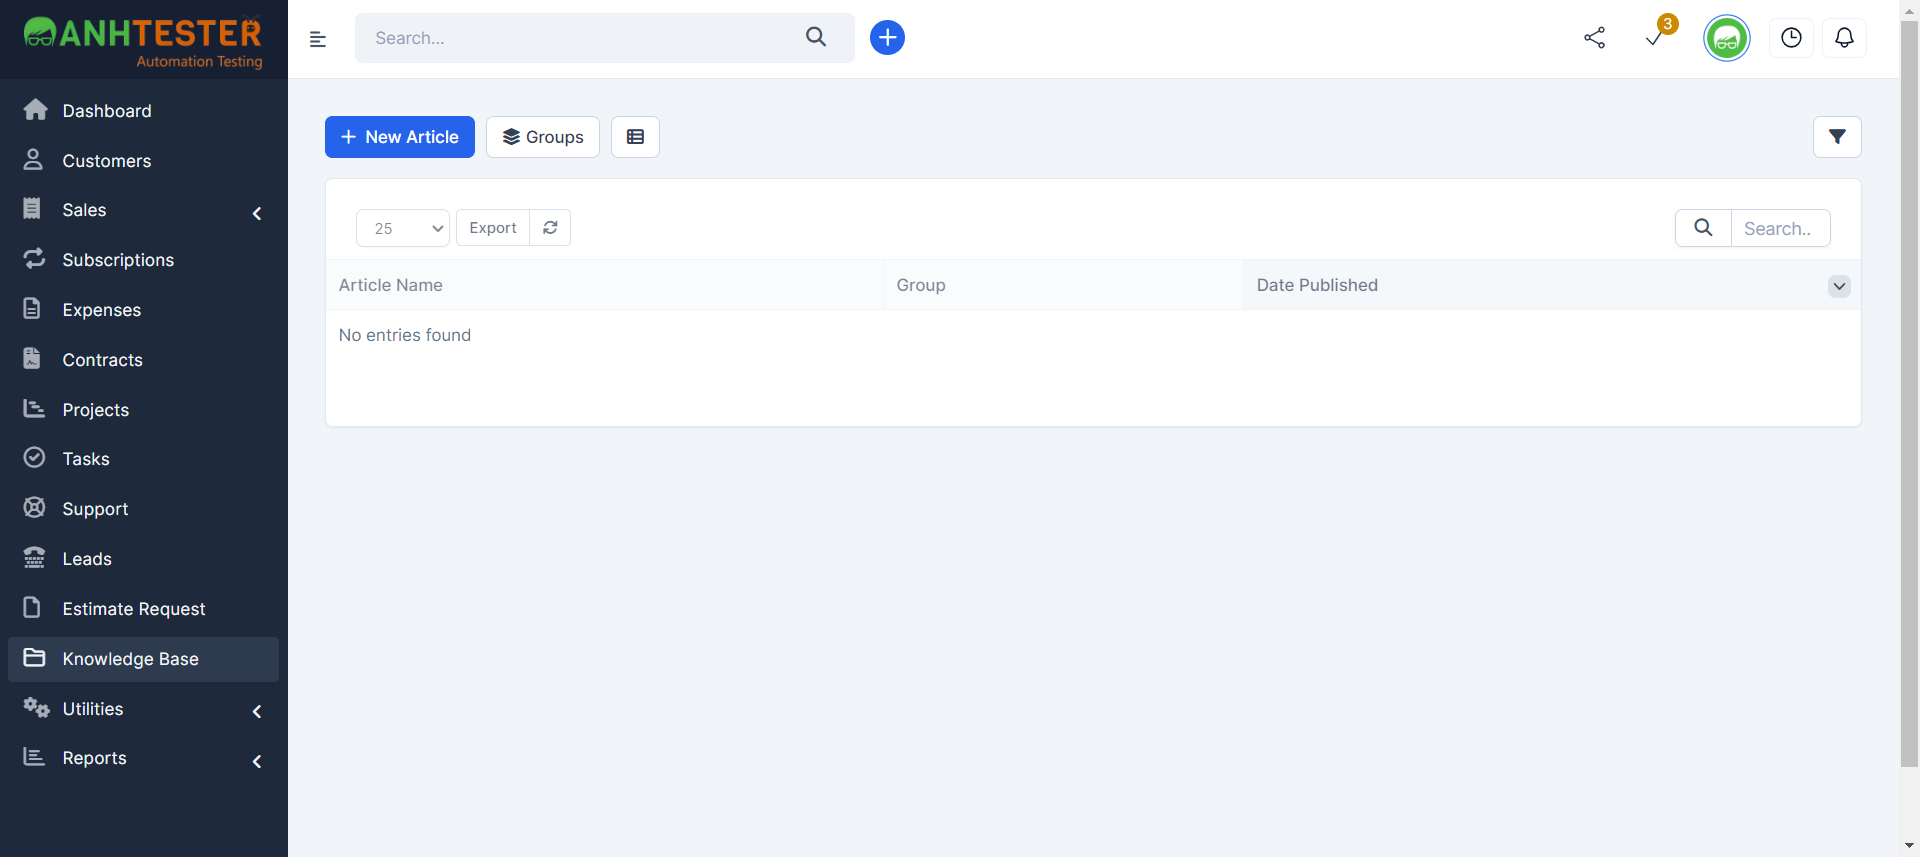 ANHTESTER
Automation Testing
Search...
3
Dashboard
Customers
Sales
Subscriptions
Expenses
Contracts
Projects
Tasks
Support
Leads
Estimate Request
Knowledge Base
Utilities
Reports
New Article
Groups
25
Export
Search..
Article Name
Group
Date Published
No entries found